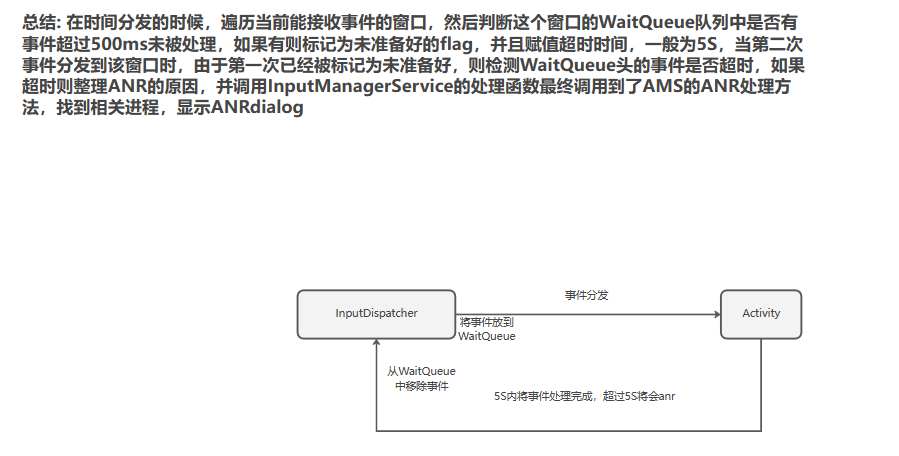 总结: 在时间分发的时候，遍历当前能接收事件的窗口，然后判断这个窗口的WaitQueue队列中是否有
事件超过500ms未被处理，如果有则标记为未准备好的flag，并且赋值超时时间，一般为5S，当第二次
事件分发到该窗口时，由于第一次已经被标记为未准备好，则检测WaitQueue头的事件是否超时，如果
超时则整理ANR的原因，并调用InputManagerService的处理函数最终调用到了AMS的ANR处理方
法，找到相关进程，显示ANRdialog
事件分发
InputDispatcher
Activity
将事件放到
WaitQueue
从WaitQueue
中移除事件
5S内将事件处理完成，超过5S将会anr